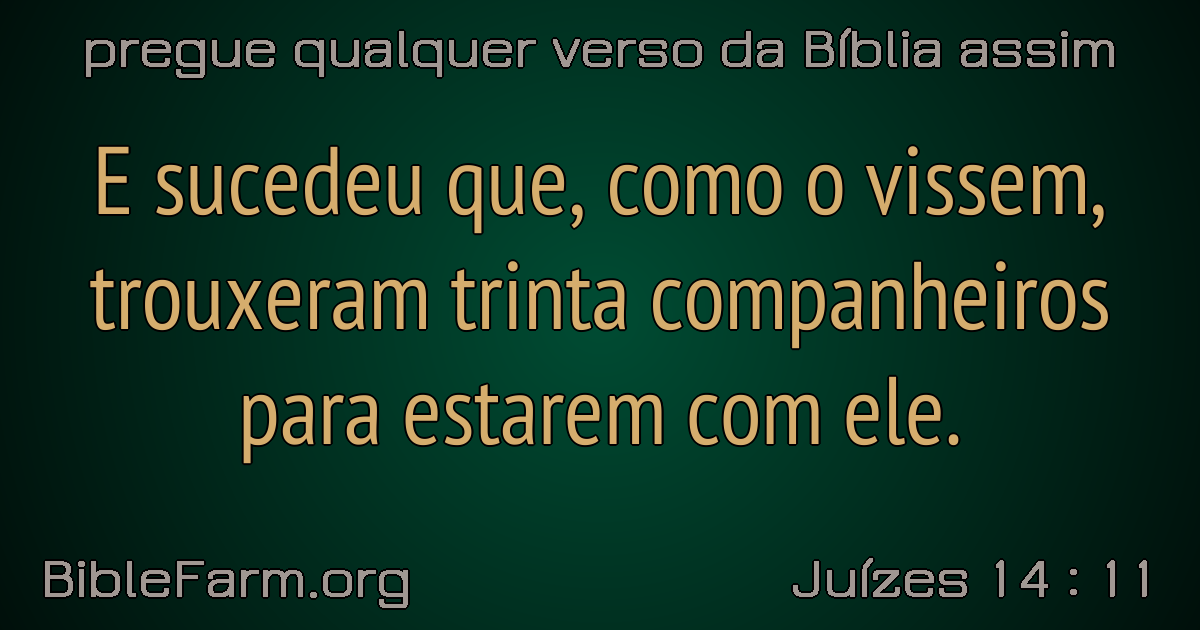 pregue qualquer verso da Bíblia assim
E sucedeu que, como o vissem,
trouxeram trinta companheiros
para estarem com ele.
BibleFarm.org
Juízes 14 : 11